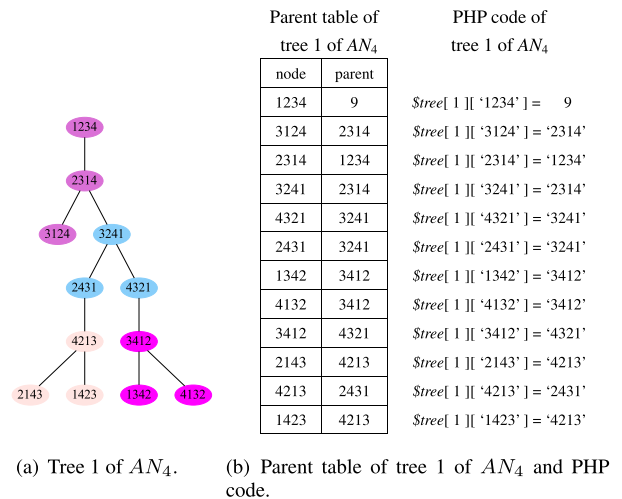 Parent table of
tree 1 of AN₄
PHP code of
tree 1 of AN₄
1234
2314
3124 3241
2431 4321
4213 3412
2143 1423 1342 4132
node parent
1234 9 $tree[ 1 ][ ‘1234’ ] = 9
3124 2314 $tree[ 1 ][ ‘3124’ ] = ‘2314’
2314 1234 $tree[ 1 ][ ‘2314’ ] = ‘1234’
3241 2314 $tree[ 1 ][ ‘3241’ ] = ‘2314’
4321 3241 $tree[ 1 ][ ‘4321’ ] = ‘3241’
2431 3241 $tree[ 1 ][ ‘2431’ ] = ‘3241’
1342 3412 $tree[ 1 ][ ‘1342’ ] = ‘3412’
4132 3412 $tree[ 1 ][ ‘4132’ ] = ‘3412’
3412 4321 $tree[ 1 ][ ‘3412’ ] = ‘4321’
2143 4213 $tree[ 1 ][ ‘2143’ ] = ‘4213’
4213 2431 $tree[ 1 ][ ‘4213’ ] = ‘2431’
1423 4213 $tree[ 1 ][ ‘1423’ ] = ‘4213’
(a) Tree 1 of AN₄.
(b) Parent table of tree 1 of AN₄ and PHP
code.